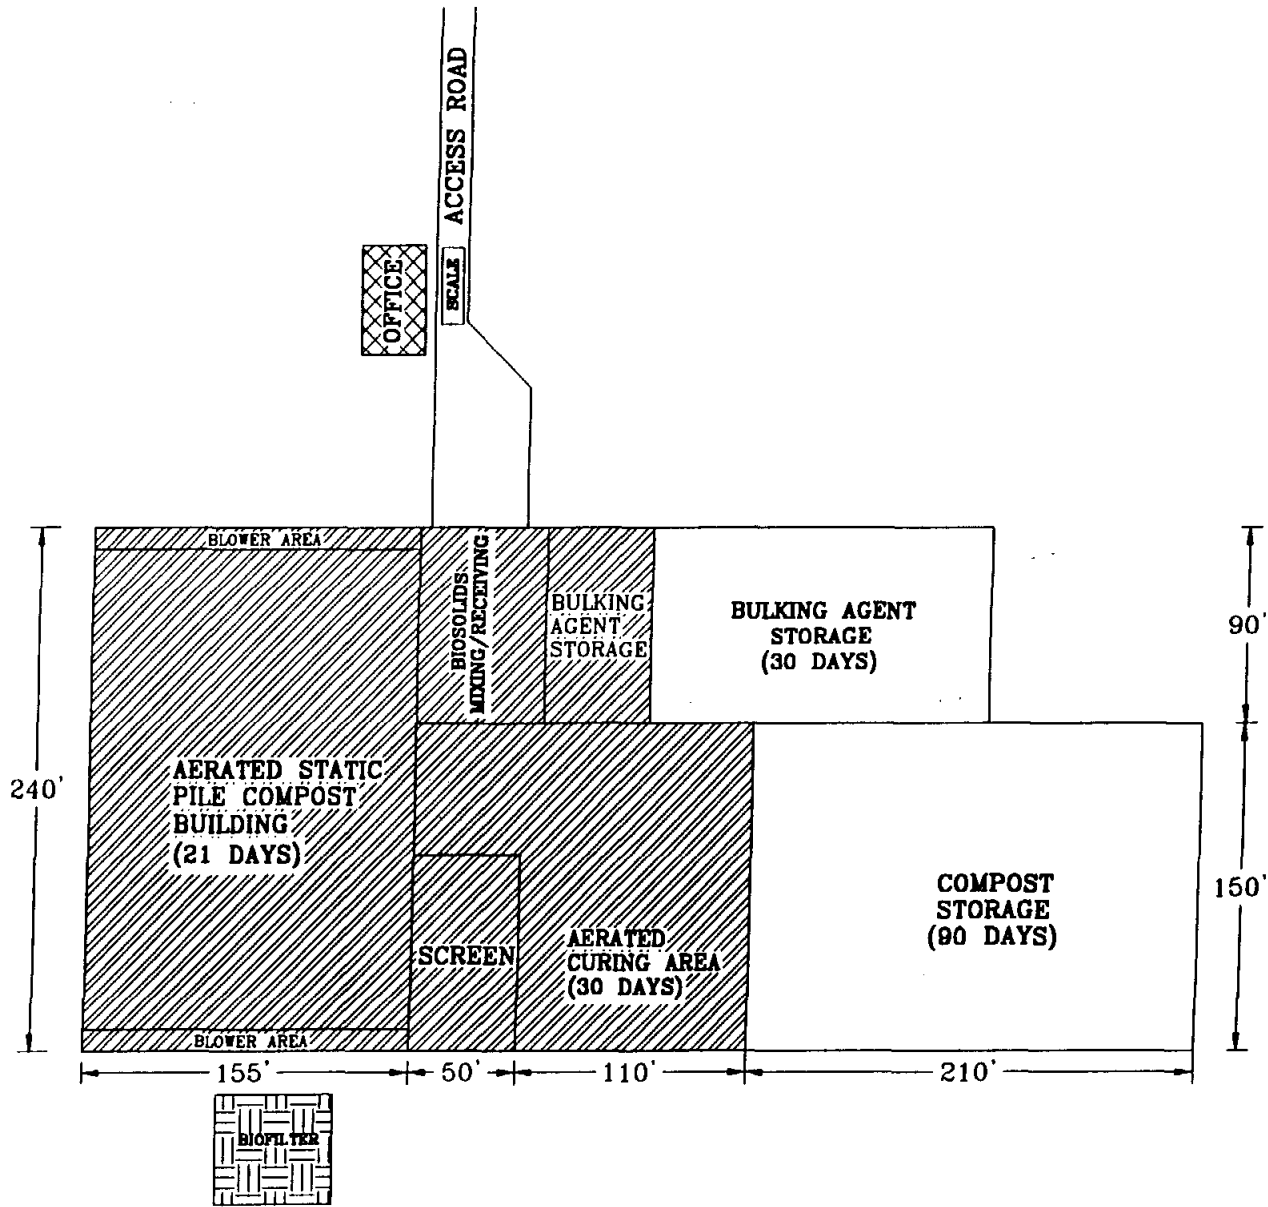 ACCESS ROAD
SCALE
OFFICE
BLOWER AREA
BIOSOLIDS
MIXING/RECEIVING
BULKING
AGENT
STORAGE
BULKING AGENT
STORAGE
(30 DAYS)
90'
240'
AERATED STATIC
PILE COMPOST
BUILDING
(21 DAYS)
COMPOST
STORAGE
(90 DAYS)
150'
SCREEN
AERATED
CURING AREA
(30 DAYS)
BLOWER AREA
155'
50'
110'
210'
BIOFILTER